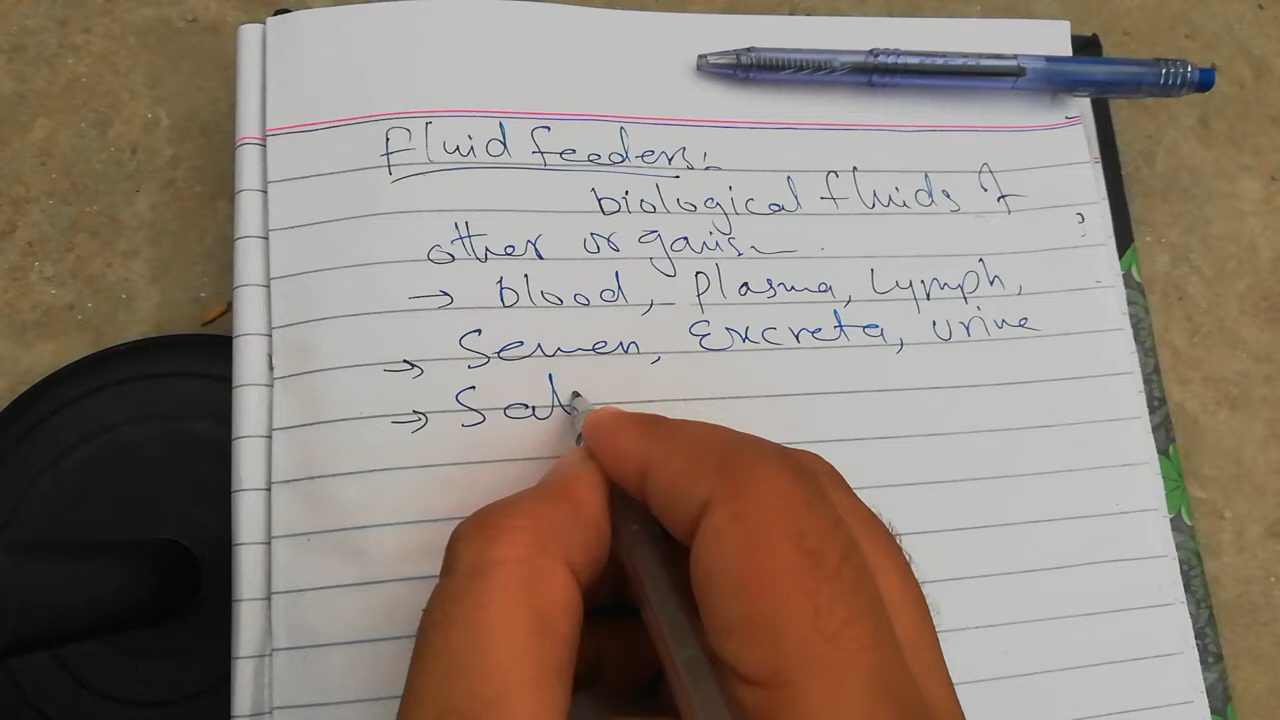 fluid feeders:
biological fluids of
other organism
→ blood, plasma, lymph,
→ Semen, Excreta, urine
→ Sal